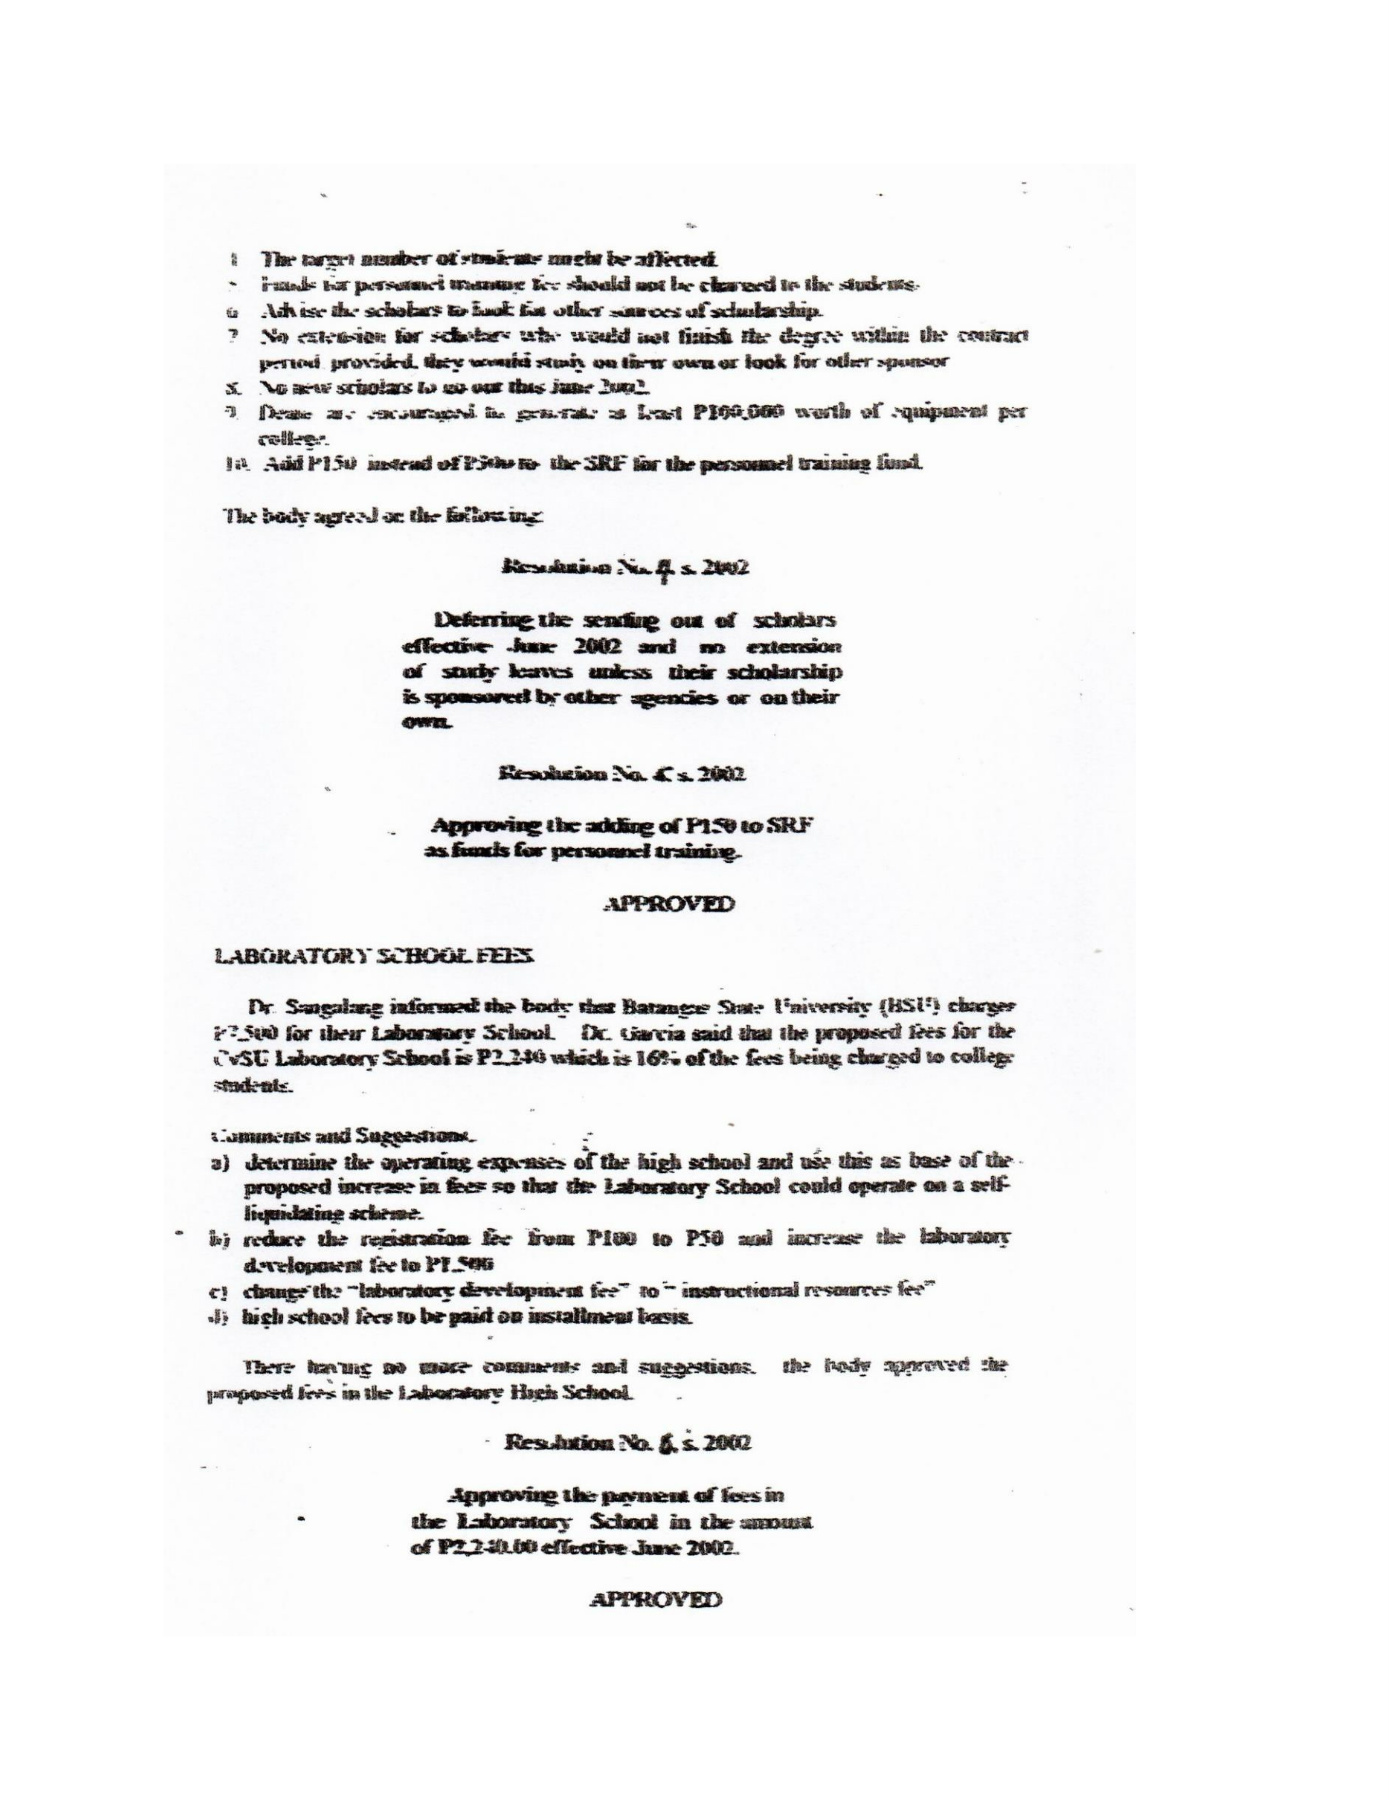 The target number of students might be affected.
Funds for personnel training fee should not be charged to the students.
6 Advise the scholars to look for other sources of scholarship.
7 No extension for scholars who would not finish the degree within the contract
period provided, they would study on their own or look for other sponsor
8. No new scholars to go out this June 2002.
9. Deans are encouraged to generate at least P100,000 worth of equipment per
college.
10. Add P150 instead of to the SRF for the personnel training fund.
The body agreed on the following:
Resolution No. s. 2002
Deferring the sending out of scholars
effective June 2002 and no extension
of study leaves unless their scholarship
is sponsored by other agencies or on their
own.
Resolution No. s. 2002
Approving the adding of P150 to SRF
as funds for personnel training.
APPROVED
LABORATORY SCHOOL FEES
Dr. Sangalang informed the body that Batangas State University (BSU) charges
for their Laboratory School. Dr. Garcia said that the proposed fees for the
CvSU Laboratory School is P2,240 which is 16% of the fees being charged to college
students.
Comments and Suggestions.
a) determine the operating expenses of the high school and use this as base of the
proposed increase in fees so that the Laboratory School could operate on a self-
liquidating scheme.
b) reduce the registration fee from P100 to P50 and increase the laboratory
development fee to P1,500
c) change the "laboratory development fee" to " instructional resources fee"
d) high school fees to be paid on installment basis.
There having no more comments and suggestions, the body approved the
proposed fees in the Laboratory High School.
Resolution No. 6, s. 2002
Approving the payment of fees in
the Laboratory School in the amount
of P2,240.00 effective June 2002.
APPROVED